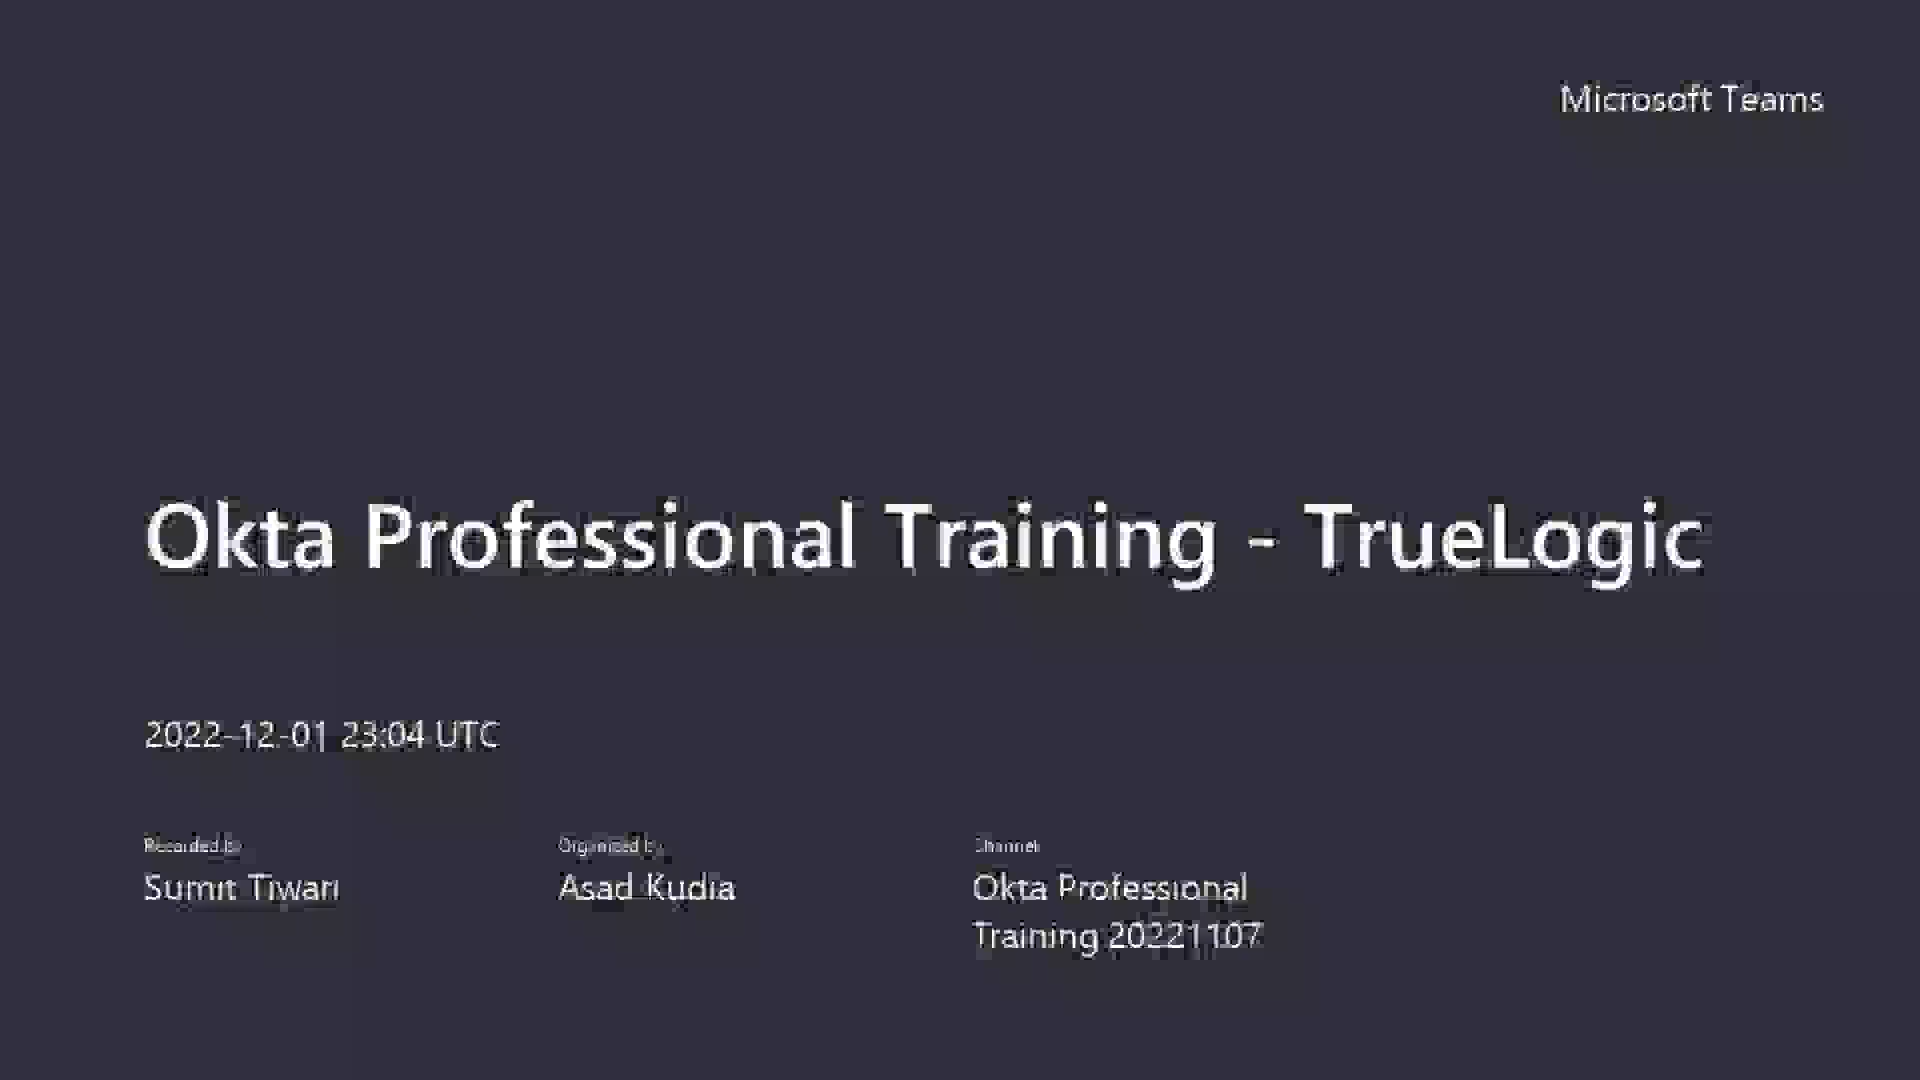 Microsoft Teams
Okta Professional Training - TrueLogic
2022-12-01 23:04 UTC
Recorded by
Organized by
Channel
Sumit Tiwari
Asad Kudia
Okta Professional
Training 20221107